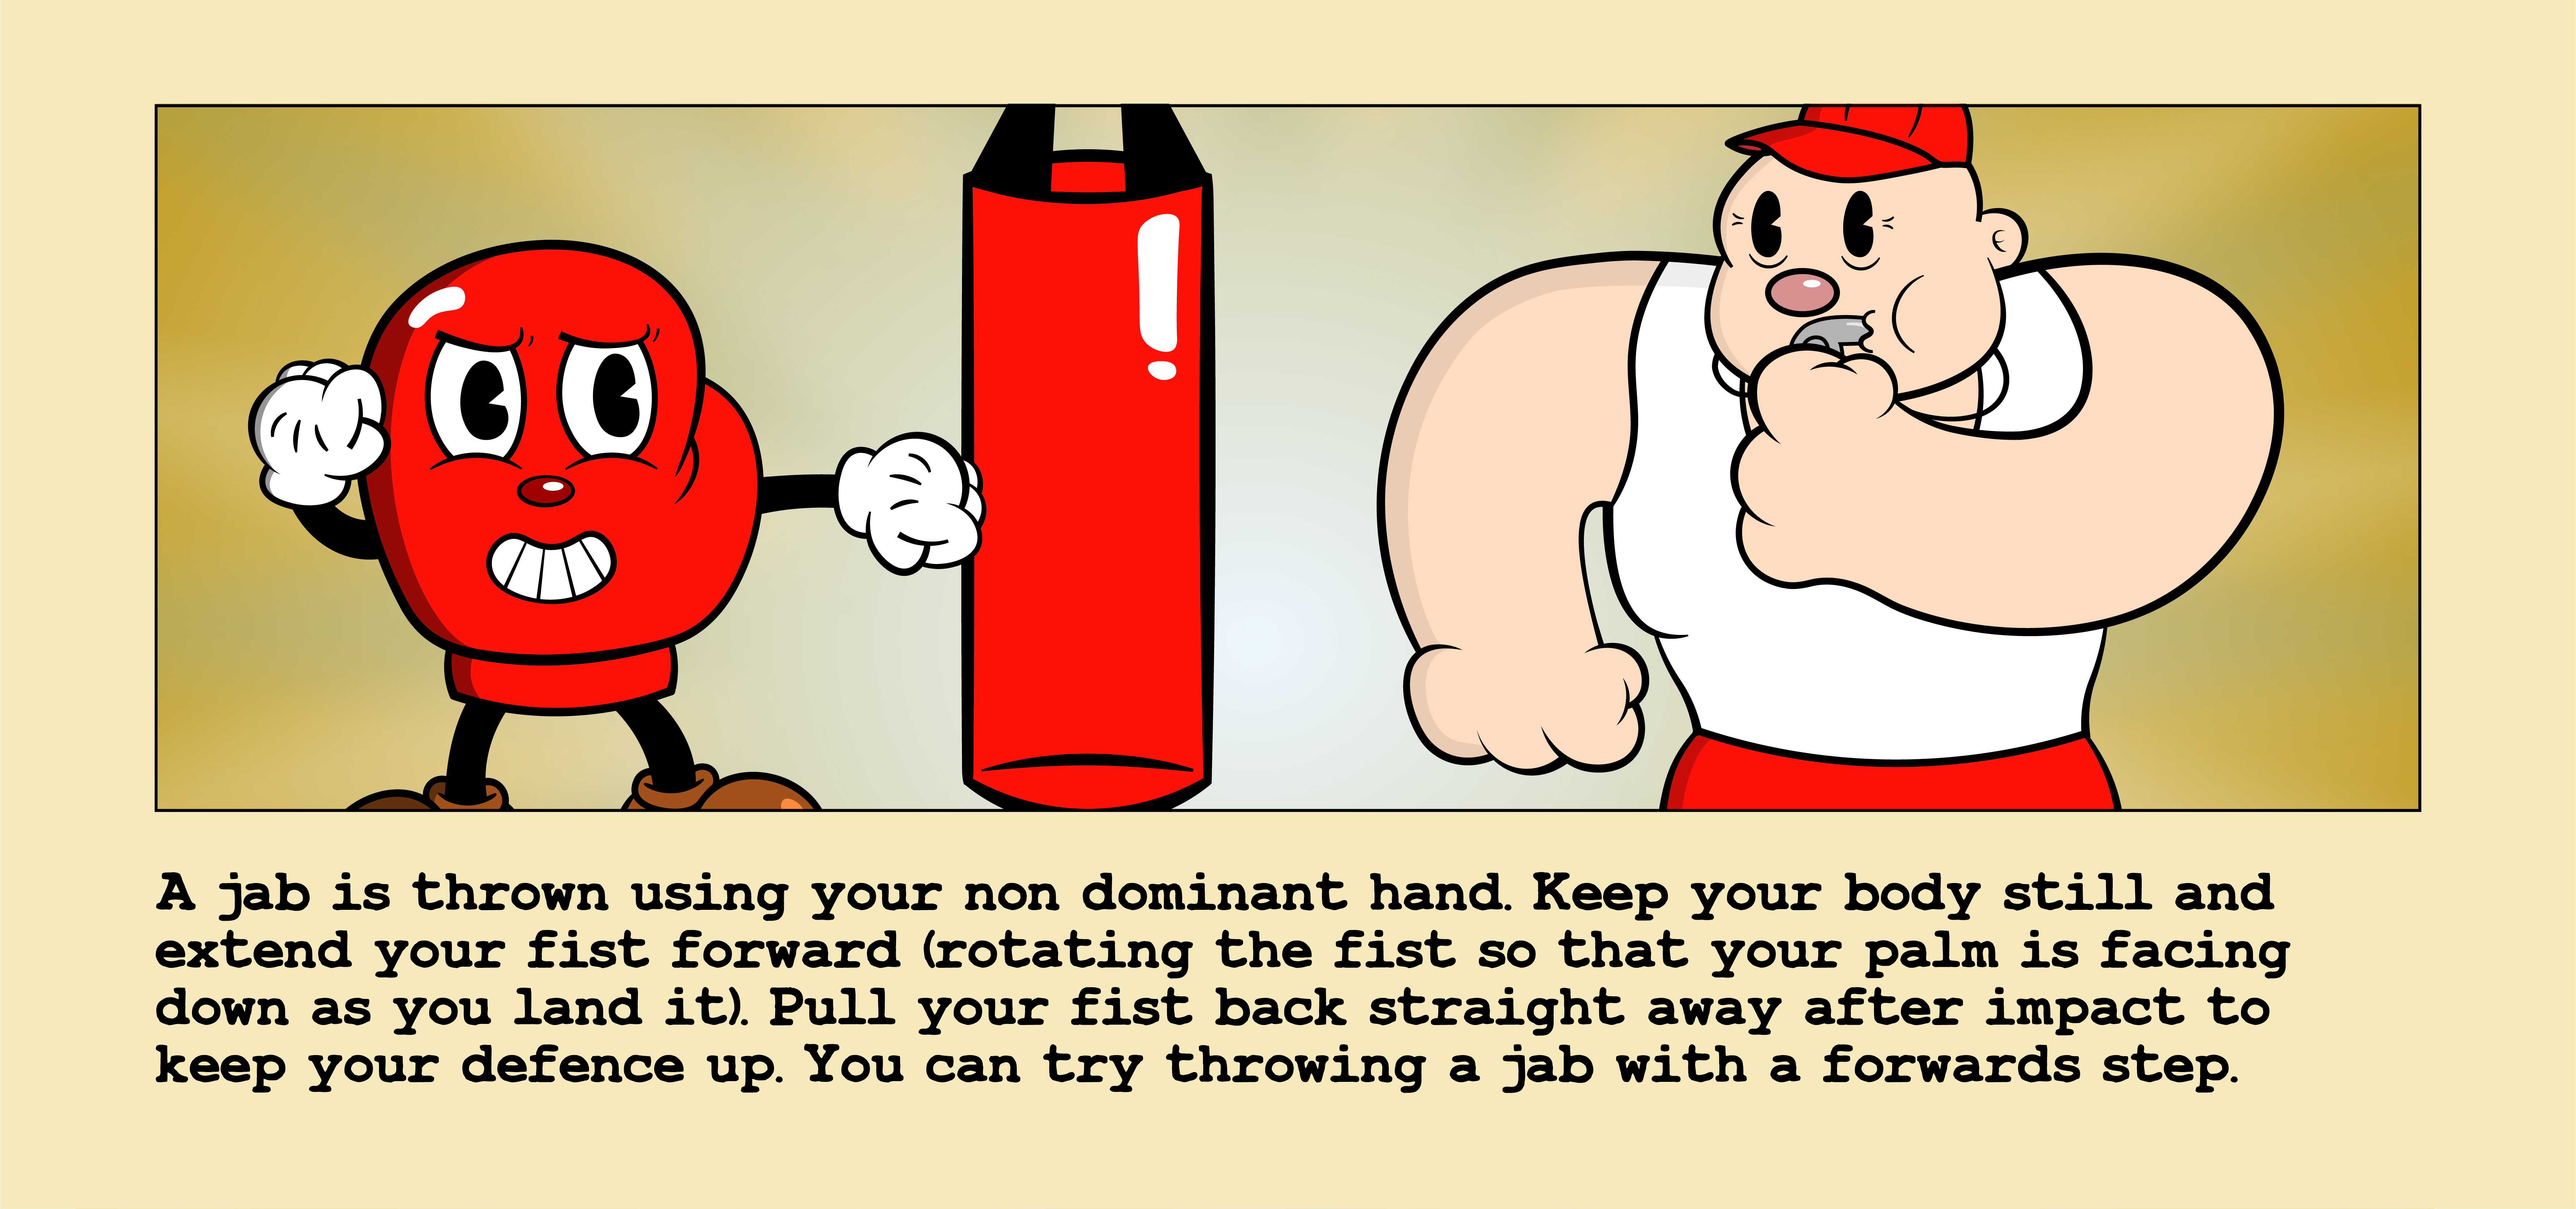 A jab is thrown using your non dominant hand. Keep your body still and
extend your fist forward (rotating the fist so that your palm is facing
down as you land it). Pull your fist back straight away after impact to
keep your defence up. You can try throwing a jab with a forwards step.